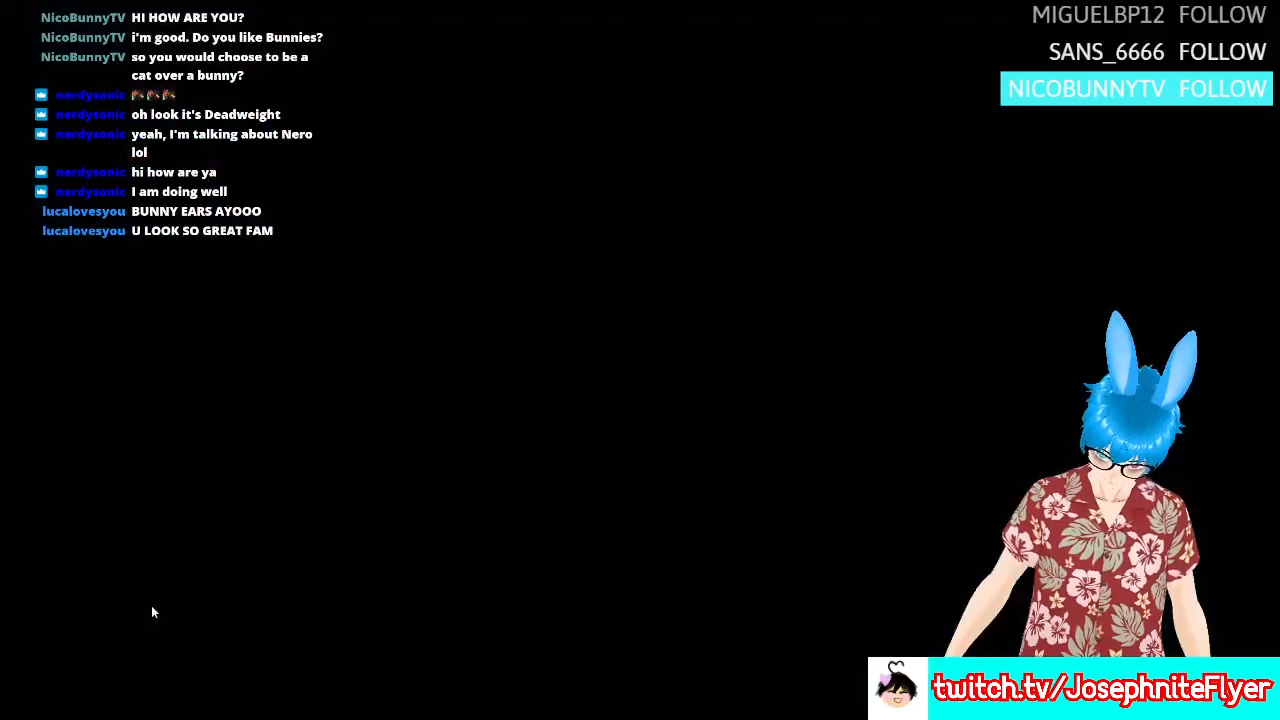 NicoBunnyTV HI HOW ARE YOU?
NicoBunnyTV i'm good. Do you like Bunnies?
NicoBunnyTV so you would choose to be a
cat over a bunny?
nerdysonic
nerdysonic oh look it's Deadweight
nerdysonic yeah, I'm talking about Nero
lol
nerdysonic hi how are ya
nerdysonic I am doing well
lucalovesyou BUNNY EARS AYOOO
lucalovesyou U LOOK SO GREAT FAM
MIGUELBP12 FOLLOW
SANS_6666 FOLLOW
NICOBUNNYTV FOLLOW
twitch.tv/JosephniteFlyer